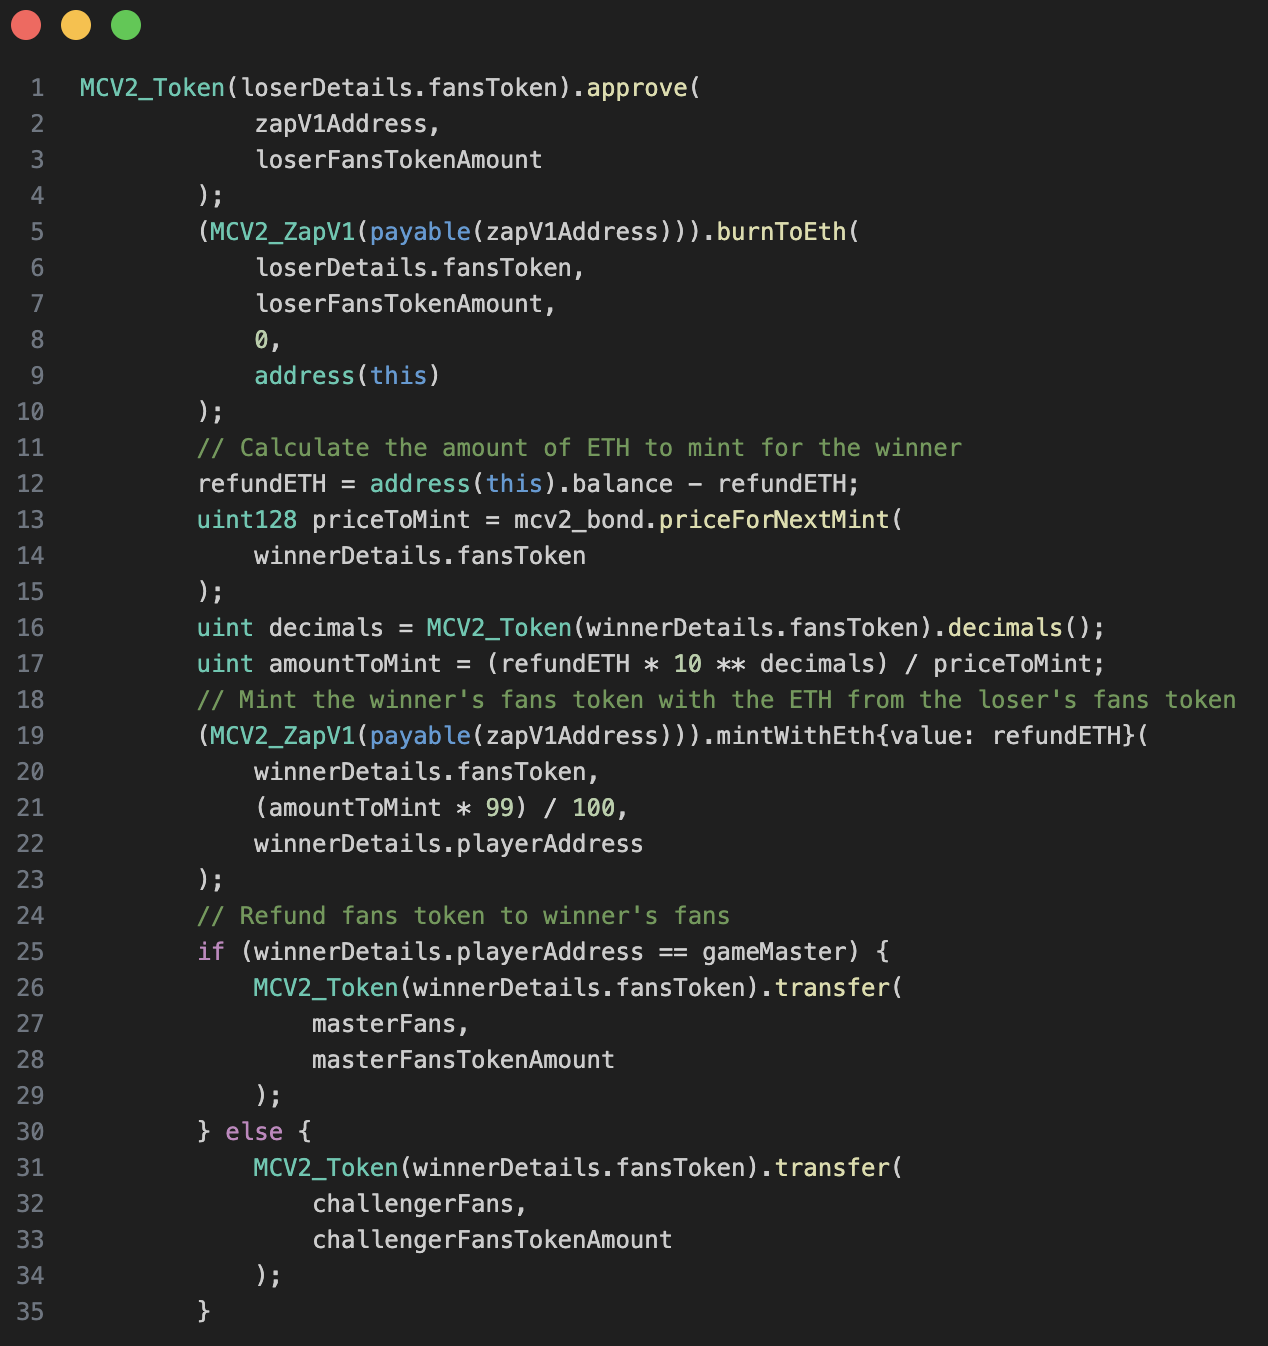 1 MCV2_Token(loserDetails.fansToken).approve(
2             zapV1Address,
3             loserFansTokenAmount
4         );
5         (MCV2_ZapV1(payable(zapV1Address))).burnToEth(
6             loserDetails.fansToken,
7             loserFansTokenAmount,
8             0,
9             address(this)
10         );
11         // Calculate the amount of ETH to mint for the winner
12         refundETH = address(this).balance - refundETH;
13         uint128 priceToMint = mcv2_bond.priceForNextMint(
14             winnerDetails.fansToken
15         );
16         uint decimals = MCV2_Token(winnerDetails.fansToken).decimals();
17         uint amountToMint = (refundETH * 10 ** decimals) / priceToMint;
18         // Mint the winner's fans token with the ETH from the loser's fans token
19         (MCV2_ZapV1(payable(zapV1Address))).mintWithEth{value: refundETH}(
20             winnerDetails.fansToken,
21             (amountToMint * 99) / 100,
22             winnerDetails.playerAddress
23         );
24         // Refund fans token to winner's fans
25         if (winnerDetails.playerAddress == gameMaster) {
26             MCV2_Token(winnerDetails.fansToken).transfer(
27                 masterFans,
28                 masterFansTokenAmount
29             );
30         } else {
31             MCV2_Token(winnerDetails.fansToken).transfer(
32                 challengerFans,
33                 challengerFansTokenAmount
34             );
35         }